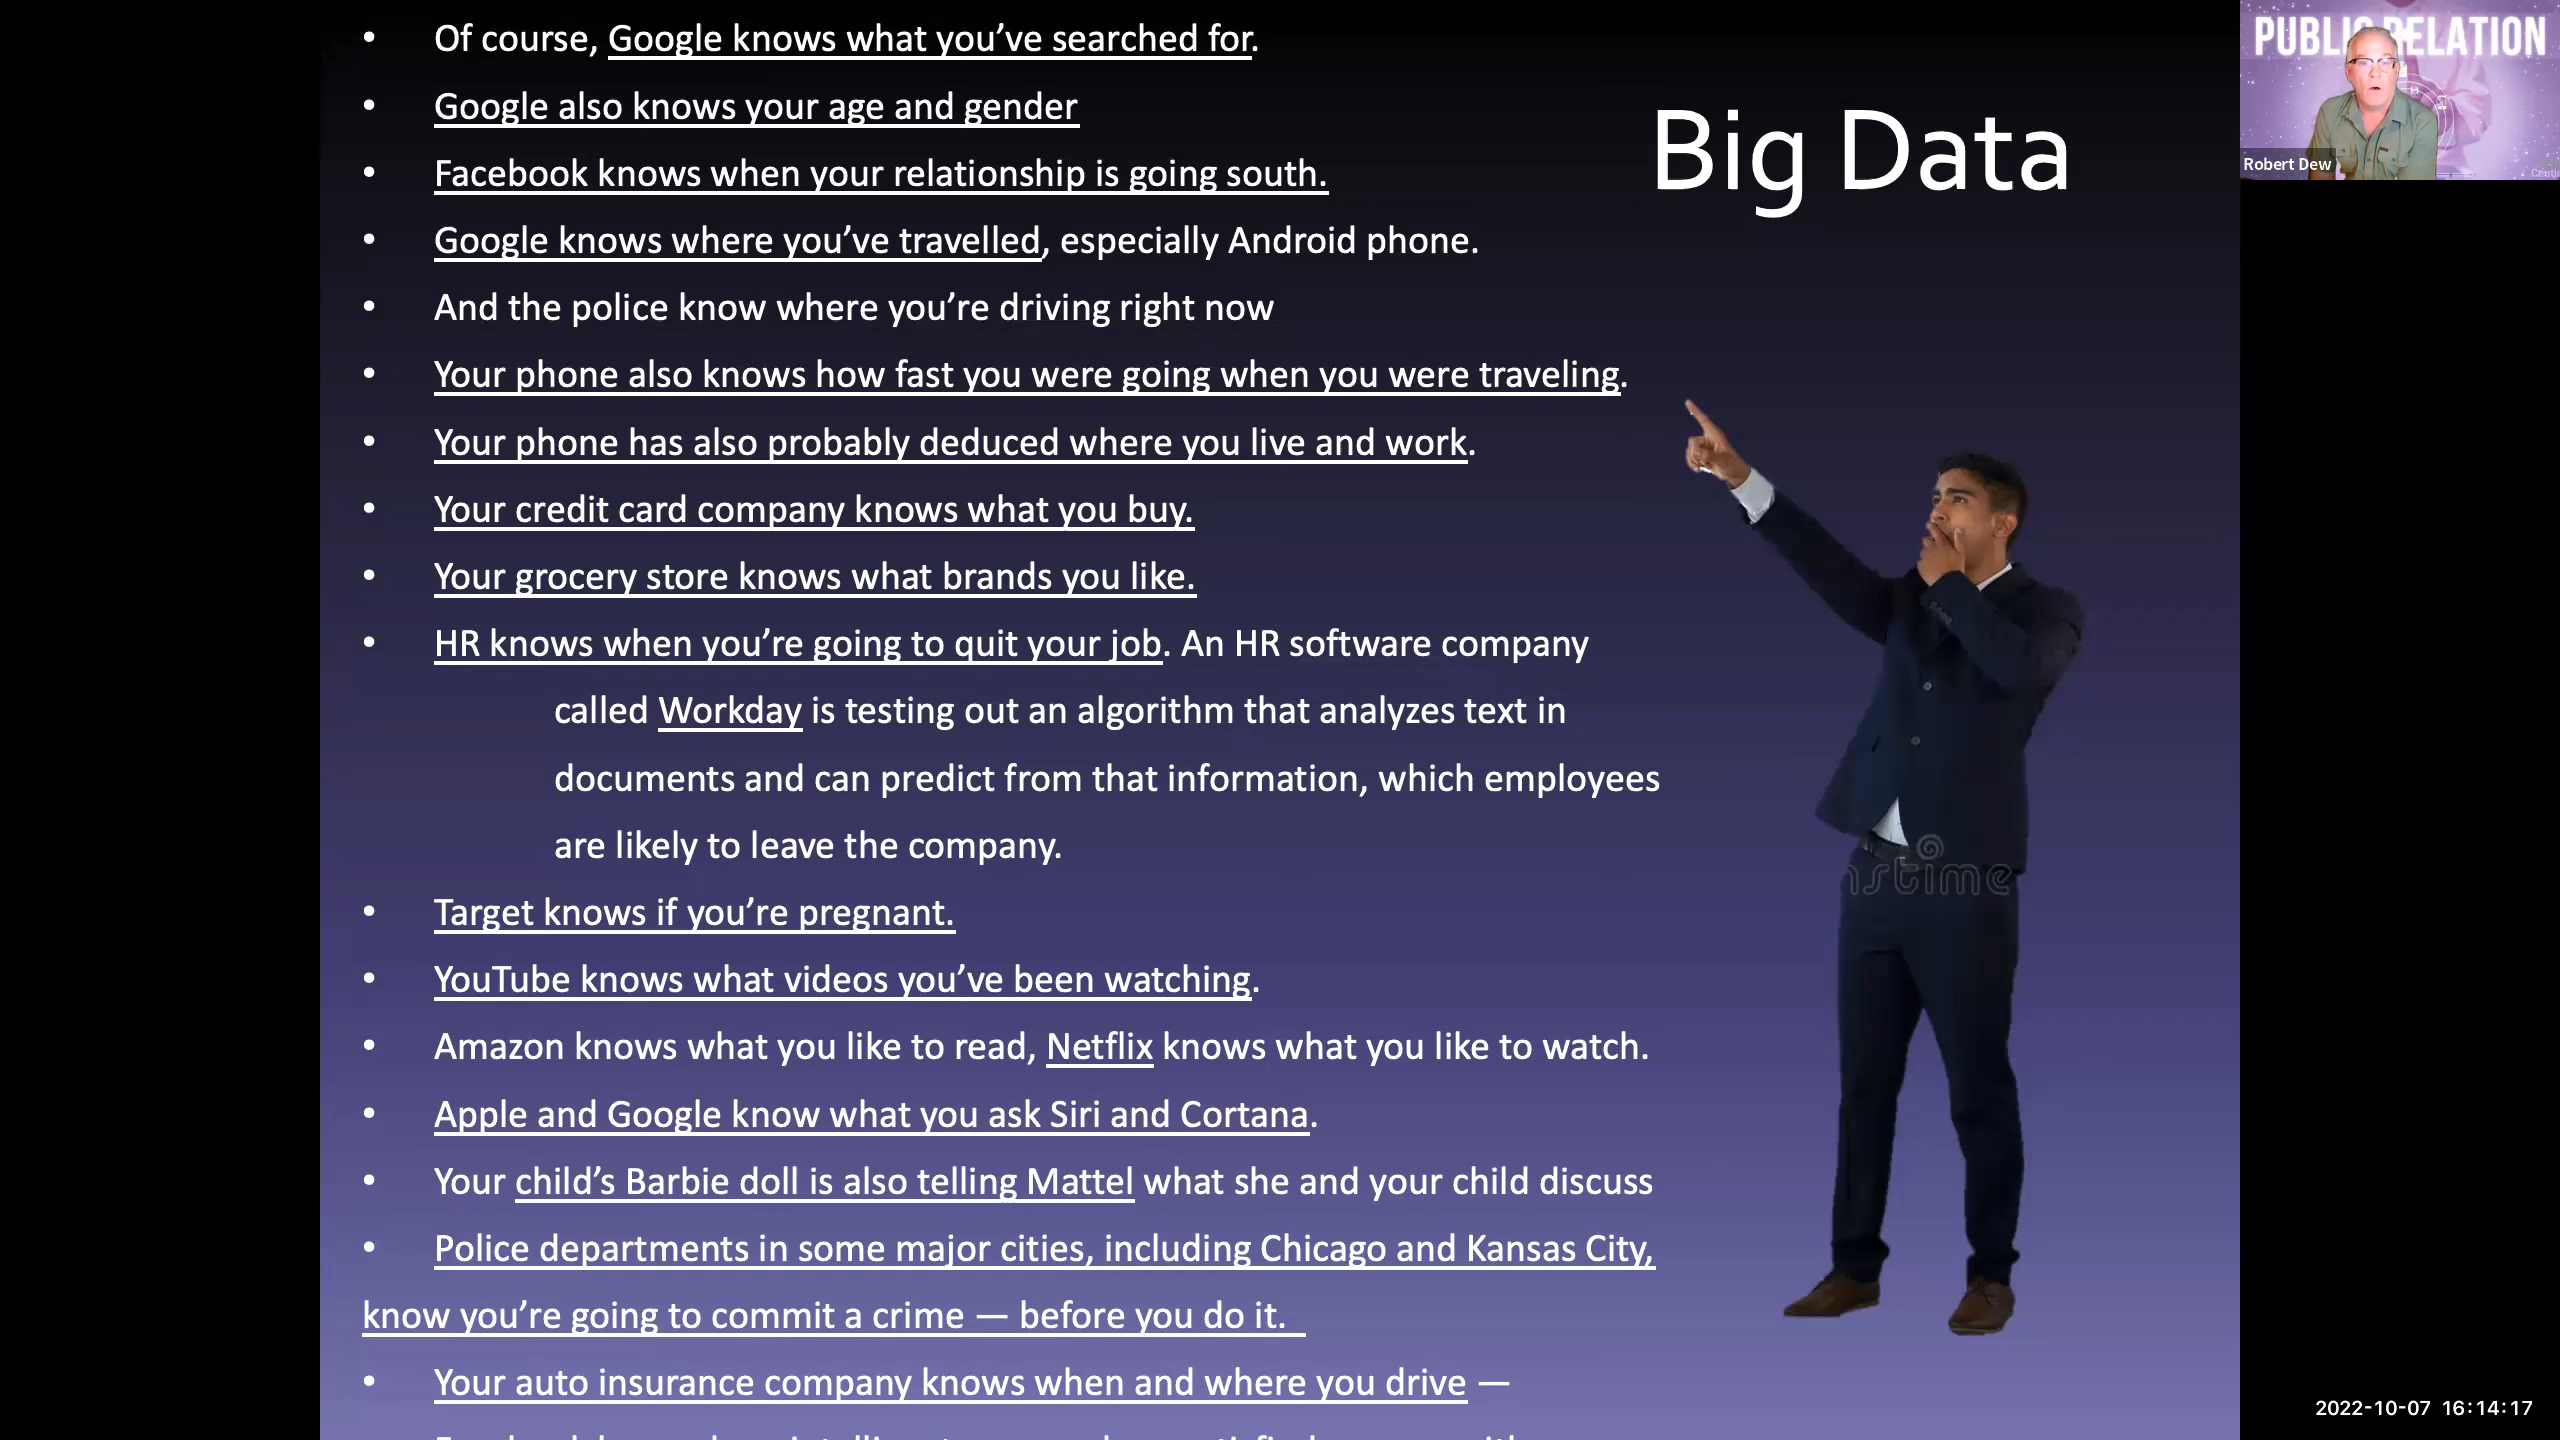 • Of course, Google knows what you’ve searched for.
• Google also knows your age and gender
• Facebook knows when your relationship is going south.
• Google knows where you’ve travelled, especially Android phone.
• And the police know where you’re driving right now
• Your phone also knows how fast you were going when you were traveling.
• Your phone has also probably deduced where you live and work.
• Your credit card company knows what you buy.
• Your grocery store knows what brands you like.
• HR knows when you’re going to quit your job. An HR software company
called Workday is testing out an algorithm that analyzes text in
documents and can predict from that information, which employees
are likely to leave the company.
• Target knows if you’re pregnant.
• YouTube knows what videos you’ve been watching.
• Amazon knows what you like to read, Netflix knows what you like to watch.
• Apple and Google know what you ask Siri and Cortana.
• Your child’s Barbie doll is also telling Mattel what she and your child discuss
• Police departments in some major cities, including Chicago and Kansas City,
know you’re going to commit a crime — before you do it.
• Your auto insurance company knows when and where you drive —
Big Data
nstime
PUBLIC RELATION
Robert Dew
2022-10-07 16:14:17